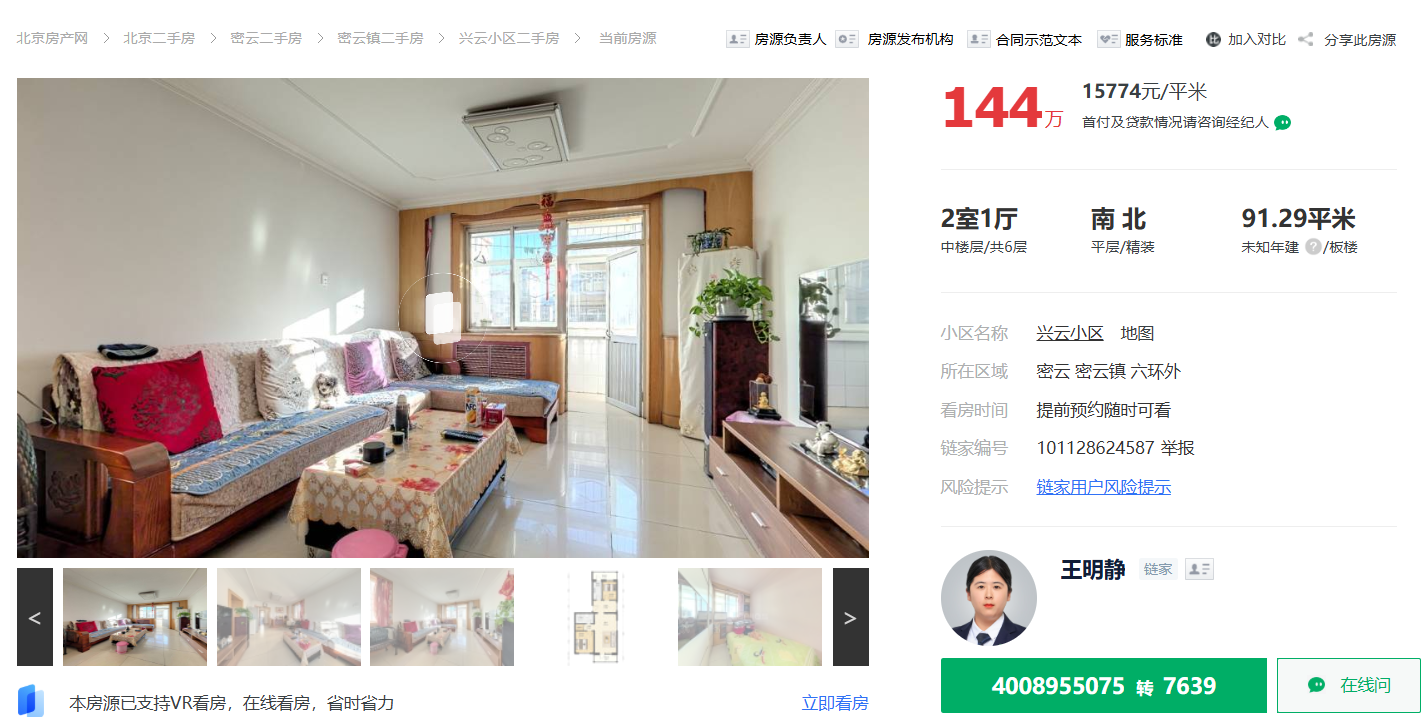 北京房产网 > 北京二手房 > 密云二手房 > 密云镇二手房 > 兴云小区二手房 > 当前房源
房源负责人 房源发布机构 合同示范文本 服务标准 加入对比 分享此房源
144万
15774元/平米
首付及贷款情况请咨询经纪人
2室1厅 南 北 91.29平米
中楼层/共6层 平层/精装 未知年建 ?/板楼
小区名称 兴云小区 地图
所在区域 密云 密云镇 六环外
看房时间 提前预约随时可看
链家编号 101128624587 举报
风险提示 链家用户风险提示
王明静 链家
4008955075 转 7639 在线问
福
< >
本房源已支持VR看房，在线看房，省时省力 立即看房